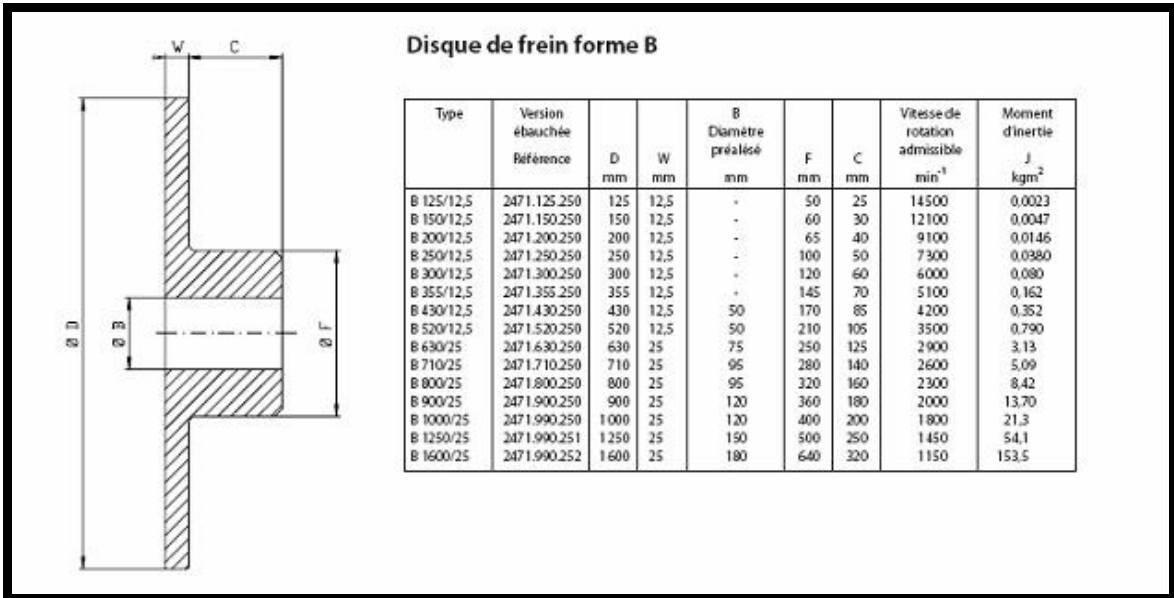 W C
Disque de frein forme B
Type Version ébauchée Référence D mm W mm B Diamètre préalésé mm F mm C mm Vitesse de rotation admissible min⁻¹ Moment d'inertie J kgm²
B 125/12,5 2471.125.250 125 12,5 - 50 25 14500 0,0023
B 150/12,5 2471.150.250 150 12,5 - 60 30 12100 0,0047
B 200/12,5 2471.200.250 200 12,5 - 65 40 9100 0,0146
B 250/12,5 2471.250.250 250 12,5 - 100 50 7300 0,0380
B 300/12,5 2471.300.250 300 12,5 - 120 60 6000 0,080
B 355/12,5 2471.355.250 355 12,5 - 145 70 5100 0,162
B 430/12,5 2471.430.250 430 12,5 50 170 85 4200 0,352
B 520/12,5 2471.520.250 520 12,5 50 210 105 3500 0,790
B 630/25 2471.630.250 630 25 75 250 125 2900 3,13
B 710/25 2471.710.250 710 25 95 280 140 2600 5,09
B 800/25 2471.800.250 800 25 95 320 160 2300 8,42
B 900/25 2471.900.250 900 25 120 360 180 2000 13,70
B 1000/25 2471.990.250 1000 25 120 400 200 1800 21,3
B 1250/25 2471.990.251 1250 25 150 500 250 1450 54,1
B 1600/25 2471.990.252 1600 25 180 640 320 1150 153,5
Ø D
Ø B
Ø F